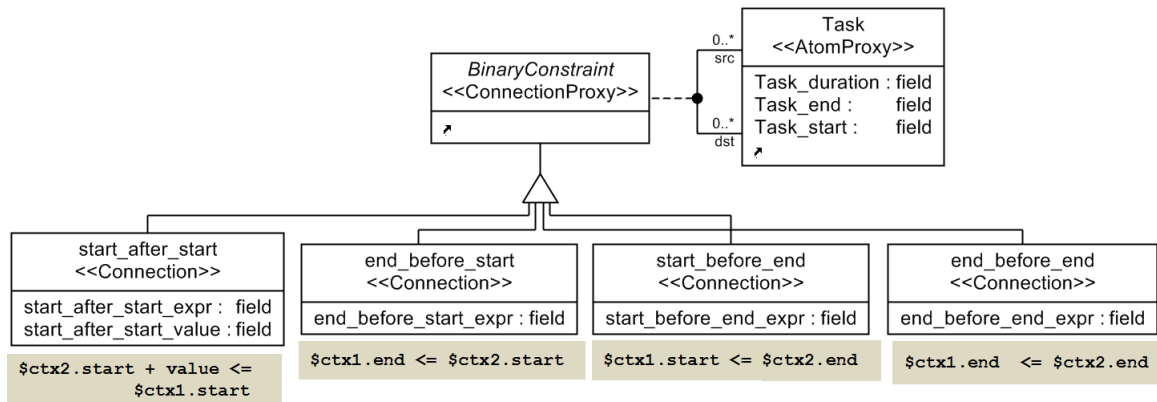 Task
<<AtomProxy>>
0..*
src
BinaryConstraint
<<ConnectionProxy>>
Task_duration : field
Task_end : field
Task_start : field
0..*
dst
start_after_start
<<Connection>>
start_after_start_expr : field
start_after_start_value : field
end_before_start
<<Connection>>
end_before_start_expr : field
start_before_end
<<Connection>>
start_before_end_expr : field
end_before_end
<<Connection>>
end_before_end_expr : field
$ctx2.start + value <=
$ctx1.start
$ctx1.end <= $ctx2.start
$ctx1.start <= $ctx2.end
$ctx1.end <= $ctx2.end